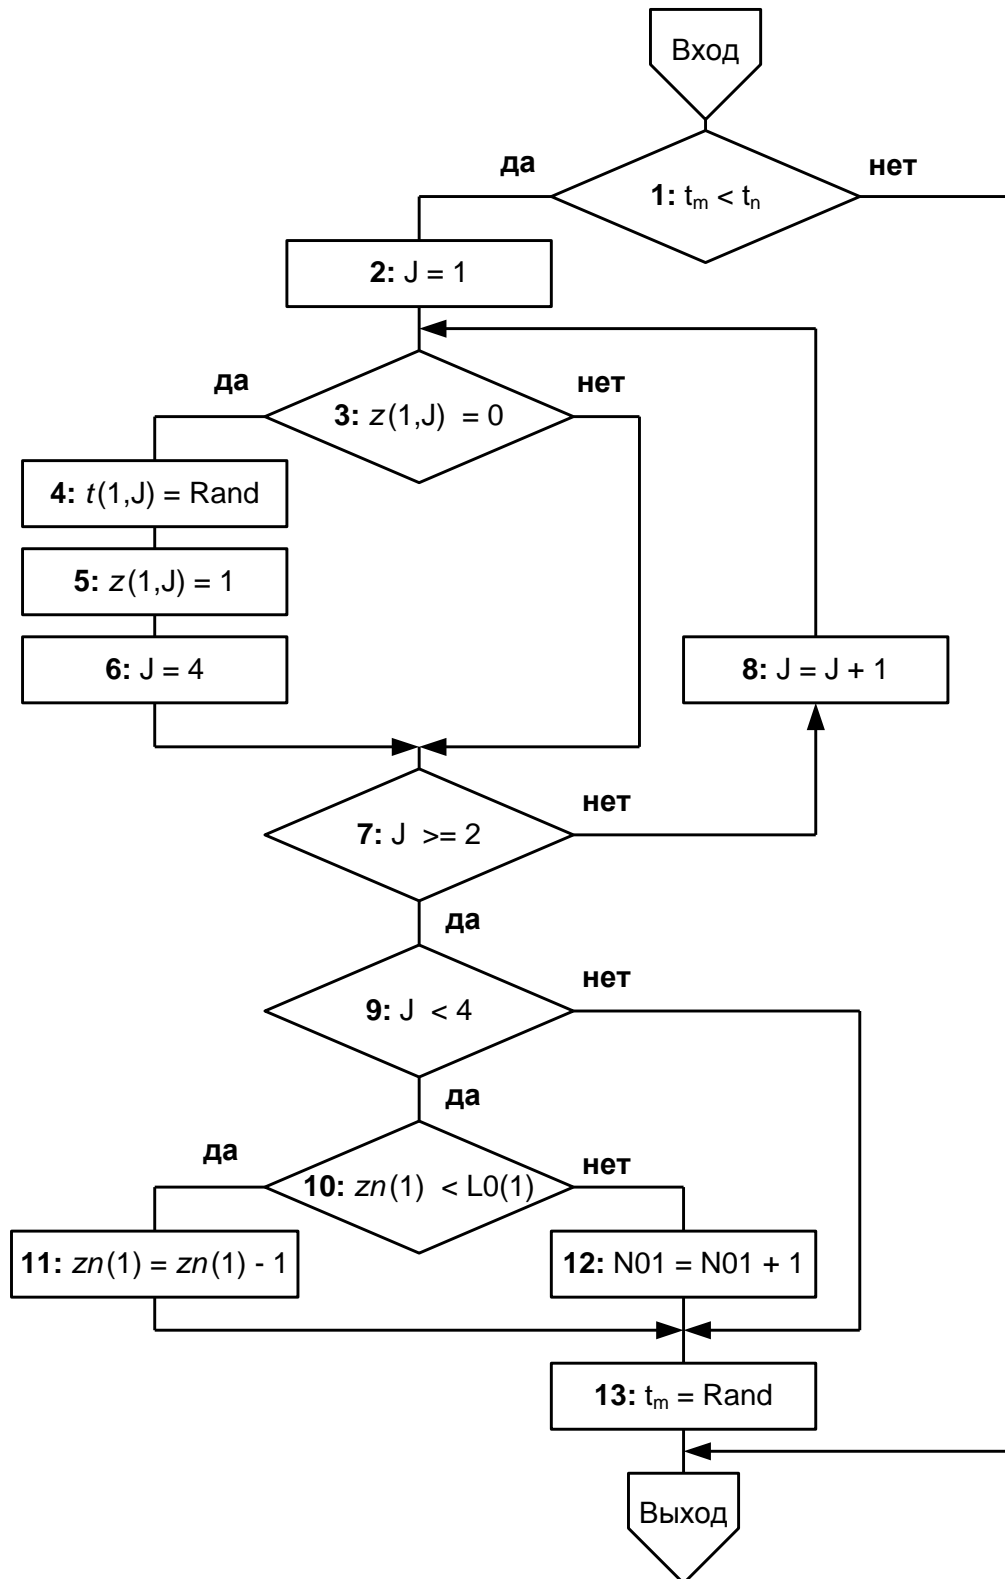 Вход
да
нет
1: tm < tn
2: J = 1
да
нет
3: z(1,J) = 0
4: t(1,J) = Rand
5: z(1,J) = 1
6: J = 4
8: J = J + 1
нет
7: J >= 2
да
нет
9: J < 4
да
да
нет
10: zn(1) < L0(1)
11: zn(1) = zn(1) - 1
12: N01 = N01 + 1
13: tm = Rand
Выход